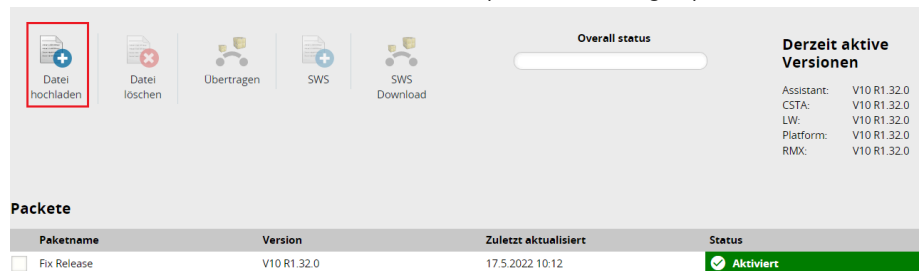 Overall status
Derzeit aktive
Versionen
Datei
hochladen
Datei
löschen
Übertragen
SWS
SWS
Download
Assistant: V10 R1.32.0
CSTA: V10 R1.32.0
LW: V10 R1.32.0
Platform: V10 R1.32.0
RMX: V10 R1.32.0
Packete
Paketname Version Zuletzt aktualisiert Status
Fix Release V10 R1.32.0 17.5.2022 10:12 Aktiviert